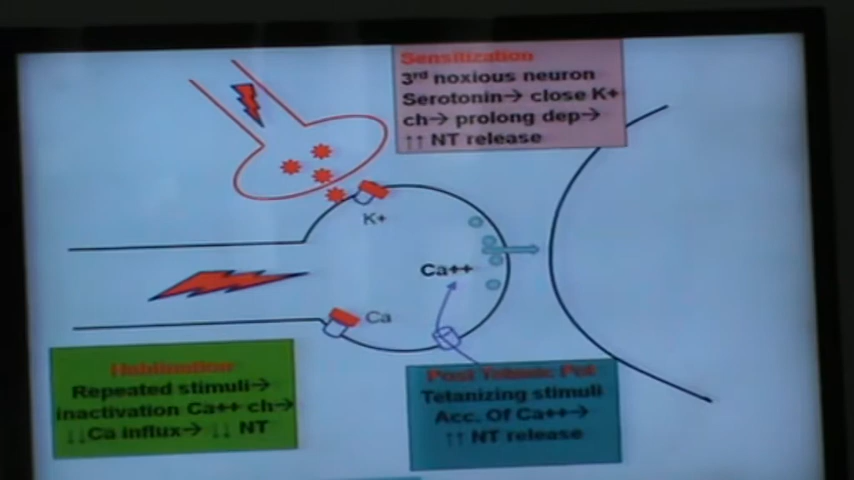 Sensitization
3rd noxious neuron
Serotonin→ close K+
ch→ prolong dep→
↑↑ NT release
K+
Ca++
Ca
Habituation
Repeated stimuli→
inactivation Ca++ ch→
↓↓Ca influx→ ↓↓ NT
Post Tetanic Pot
Tetanizing stimuli
Acc. Of Ca++→
↑↑ NT release